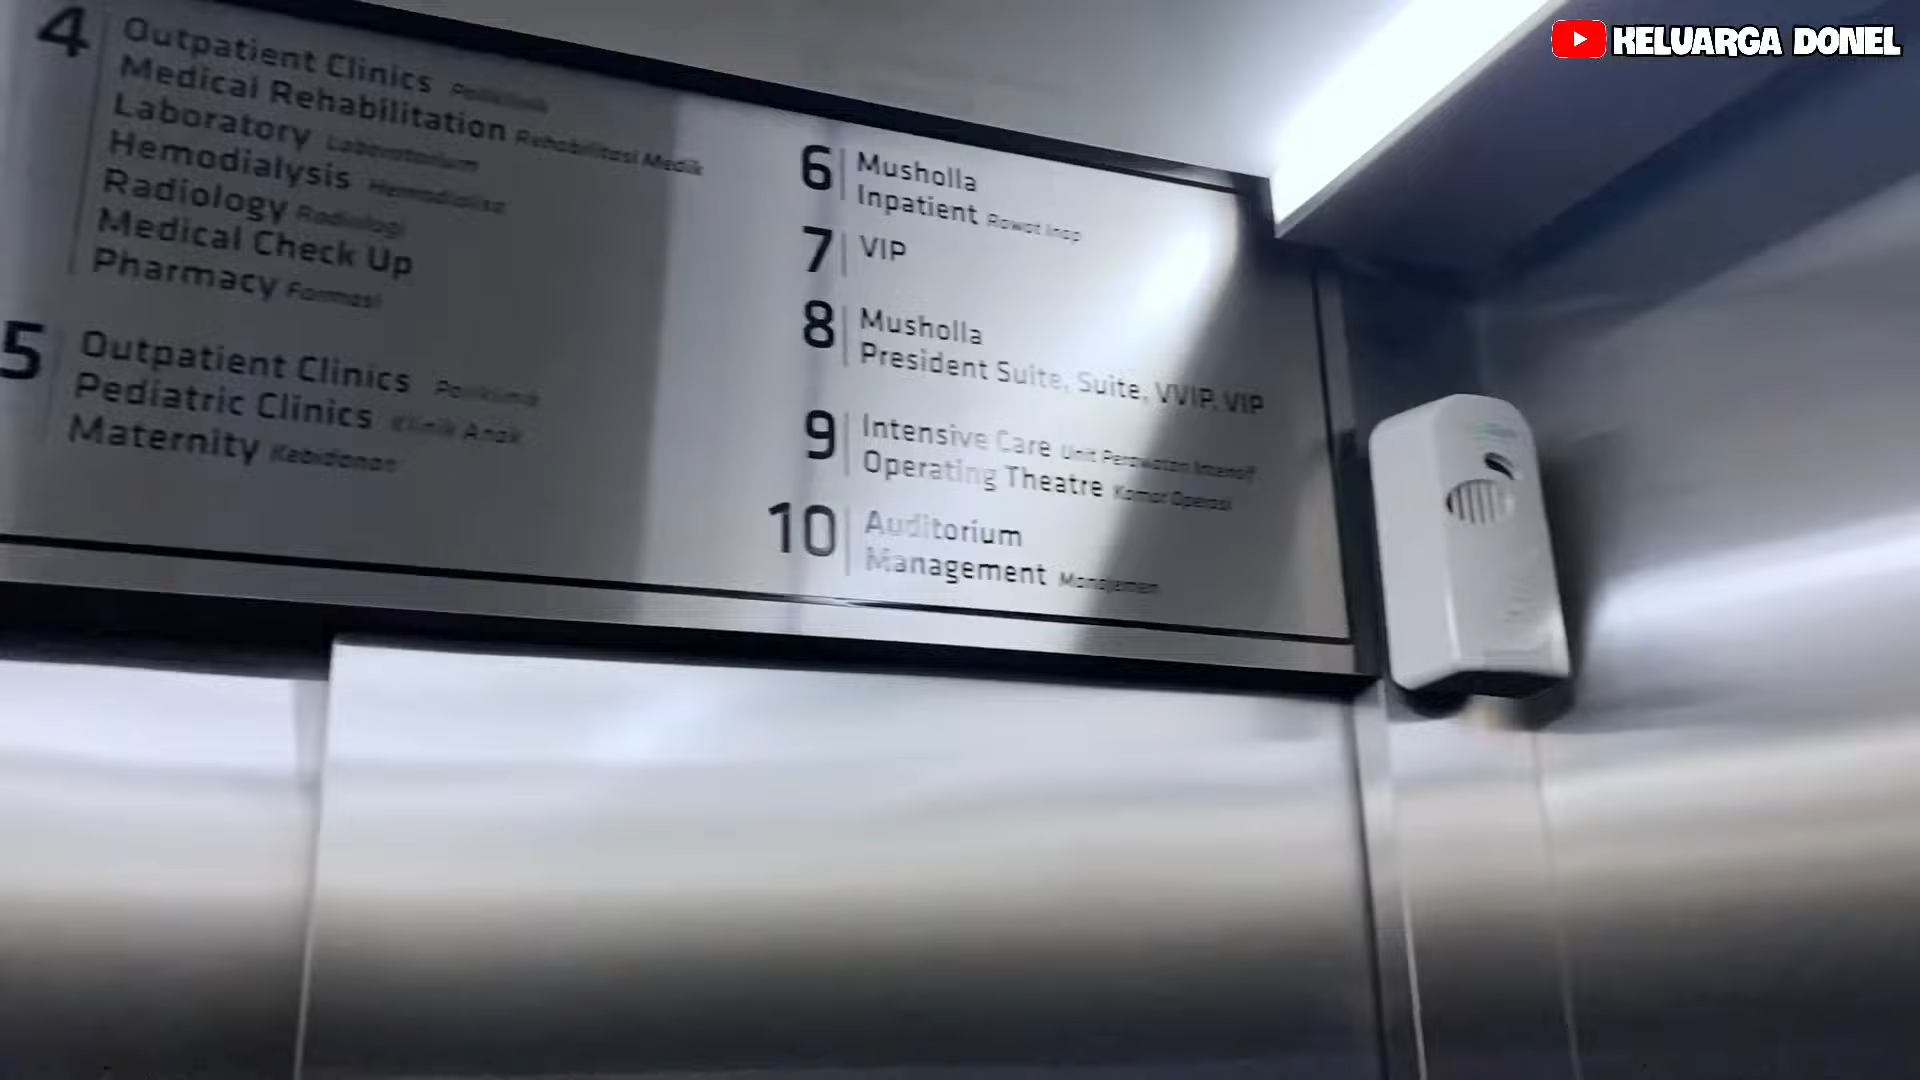 4
Outpatient Clinics Poliklinik
Medical Rehabilitation Rehabilitasi Medik
Laboratory Laboratorium
Hemodialysis Hemodialisa
Radiology Radiologi
Medical Check Up
Pharmacy Farmasi
5
Outpatient Clinics Poliklinik
Pediatric Clinics Klinik Anak
Maternity Kebidanan
6
Musholla
Inpatient Rawat Inap
7
VIP
8
Musholla
President Suite, Suite, VVIP, VIP
9
Intensive Care Unit Perawatan Intensif
Operating Theatre Kamar Operasi
10
Auditorium
Management Manajemen
KELUARGA DONEL